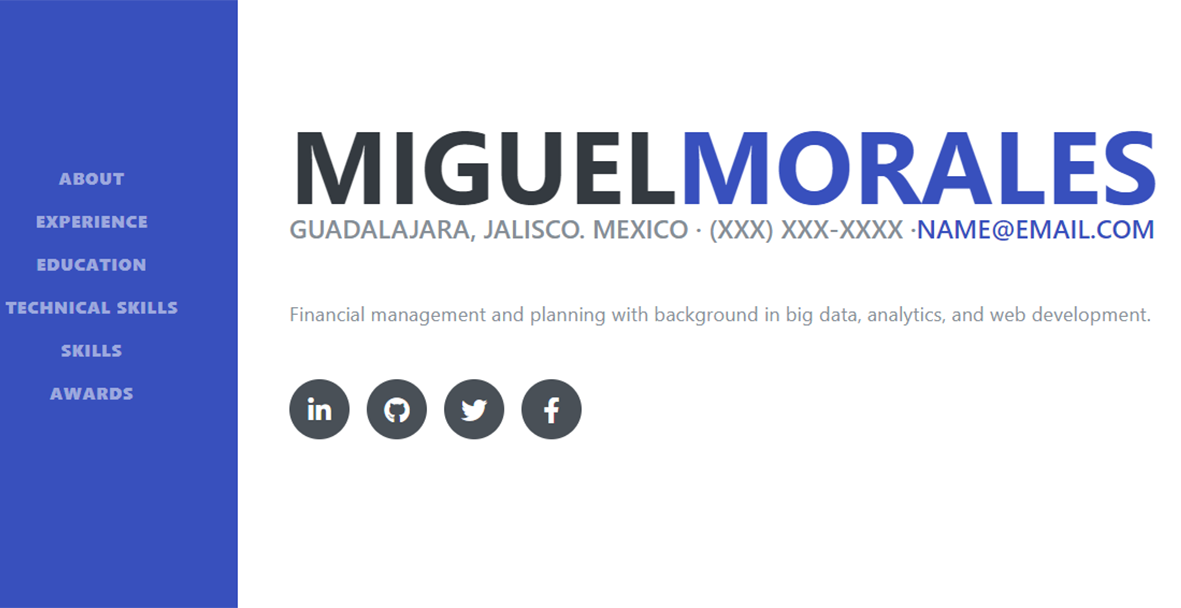 ABOUT
EXPERIENCE
EDUCATION
TECHNICAL SKILLS
SKILLS
AWARDS
MIGUELMORALES
GUADALAJARA, JALISCO. MEXICO · (XXX) XXX-XXXX ·NAME@EMAIL.COM
Financial management and planning with background in big data, analytics, and web development.